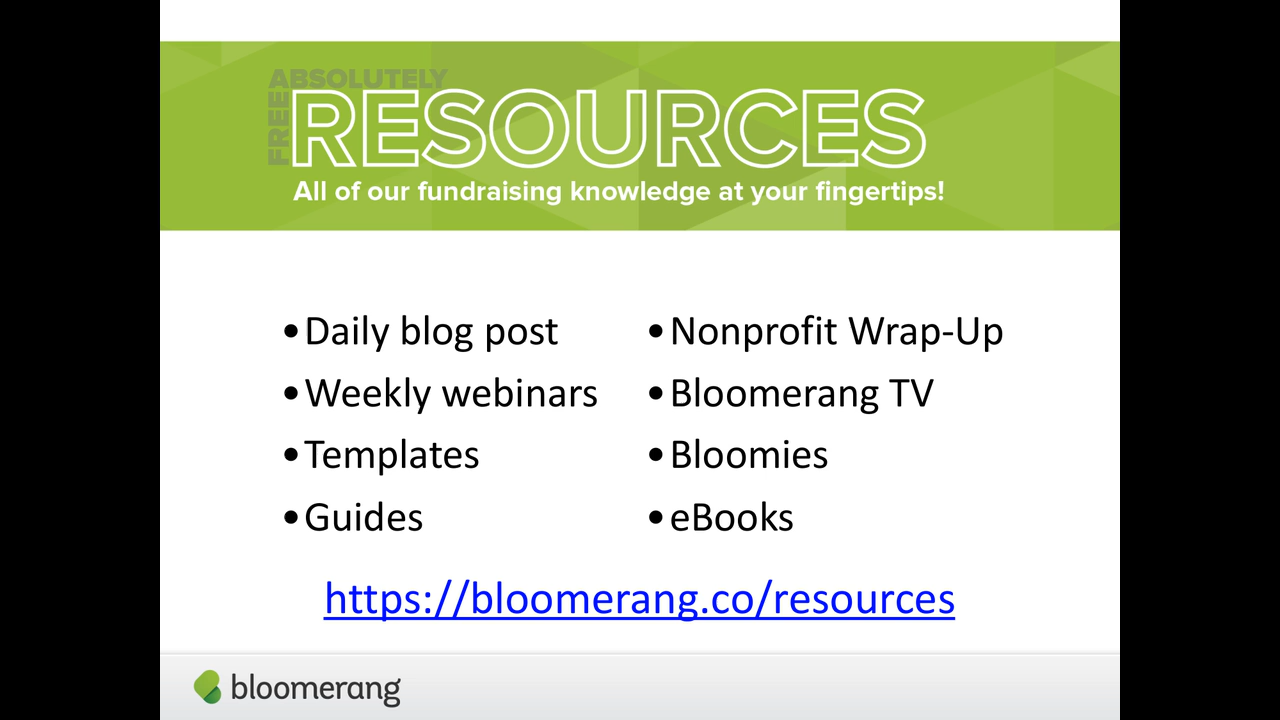 ABSOLUTELY
FREE
RESOURCES
All of our fundraising knowledge at your fingertips!
•Daily blog post
•Weekly webinars
•Templates
•Guides
•Nonprofit Wrap-Up
•Bloomerang TV
•Bloomies
•eBooks
https://bloomerang.co/resources
bloomerang